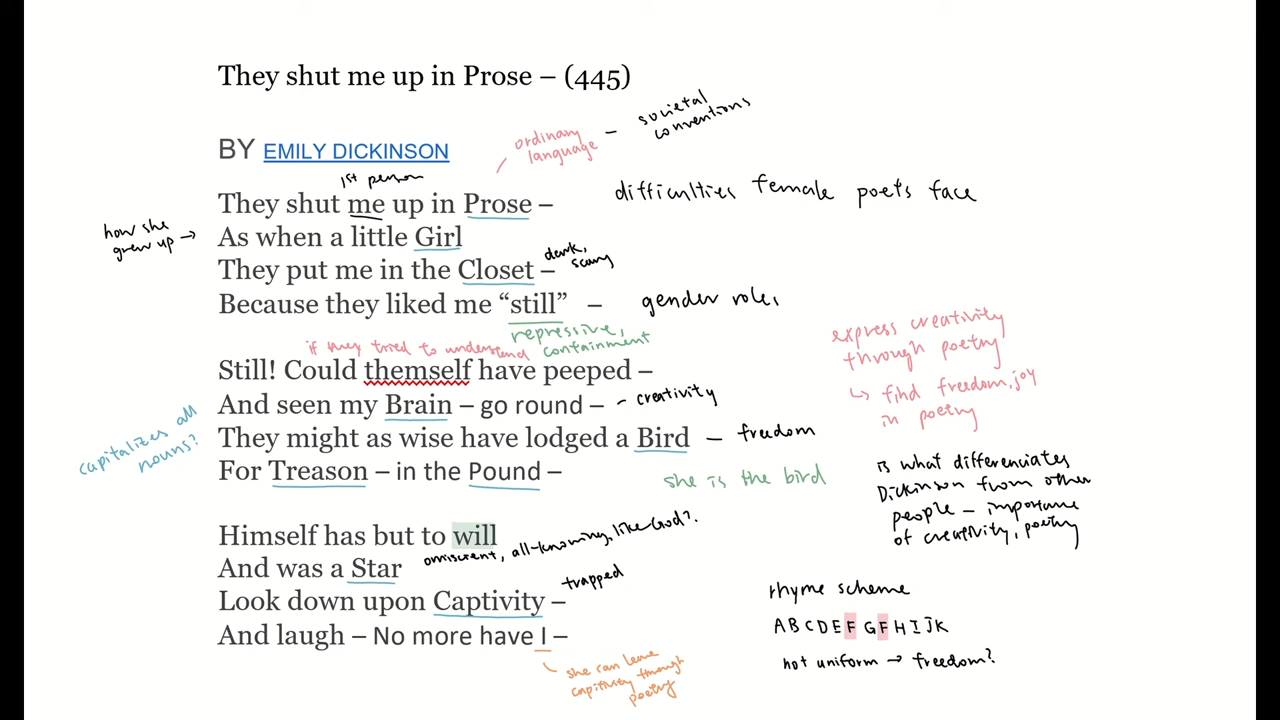 They shut me up in Prose – (445)
ordinary
language
– societal
conventions
BY EMILY DICKINSON
1st person
They shut me up in Prose –
difficulties female poets face
how she
grew up →
As when a little Girl
They put me in the Closet –
dark,
scary
Because they liked me “still” –
gender roles
repressive,
containment
if they tried to understand
Still! Could themself have peeped –
And seen my Brain – go round –
– creativity
They might as wise have lodged a Bird
– freedom
For Treason – in the Pound –
she is the bird
capitalizes all
nouns?
express creativity
through poetry
↳ find freedom, joy
in poetry
is what differenciates
Dickinson from other
people – importance
of creativity, poetry
Himself has but to will
And was a Star
omniscient, all-knowing, like God?
Look down upon Captivity –
trapped
And laugh – No more have I –
she can leave
captivity through
poetry
rhyme scheme
A B C D E F G F H I J K
not uniform → freedom?